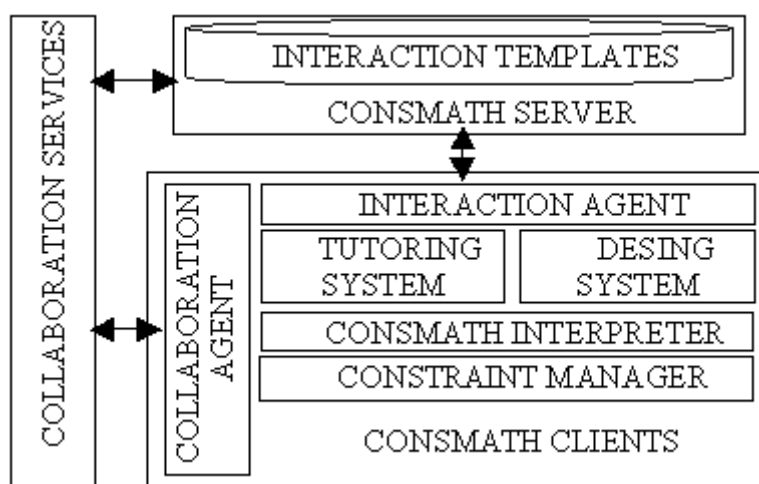 COLLABORATION SERVICES
INTERACTION TEMPLATES
CONSMATH SERVER
COLLABORATION
AGENT
INTERACTION AGENT
TUTORING
SYSTEM
DESING
SYSTEM
CONSMATH INTERPRETER
CONSTRAINT MANAGER
CONSMATH CLIENTS